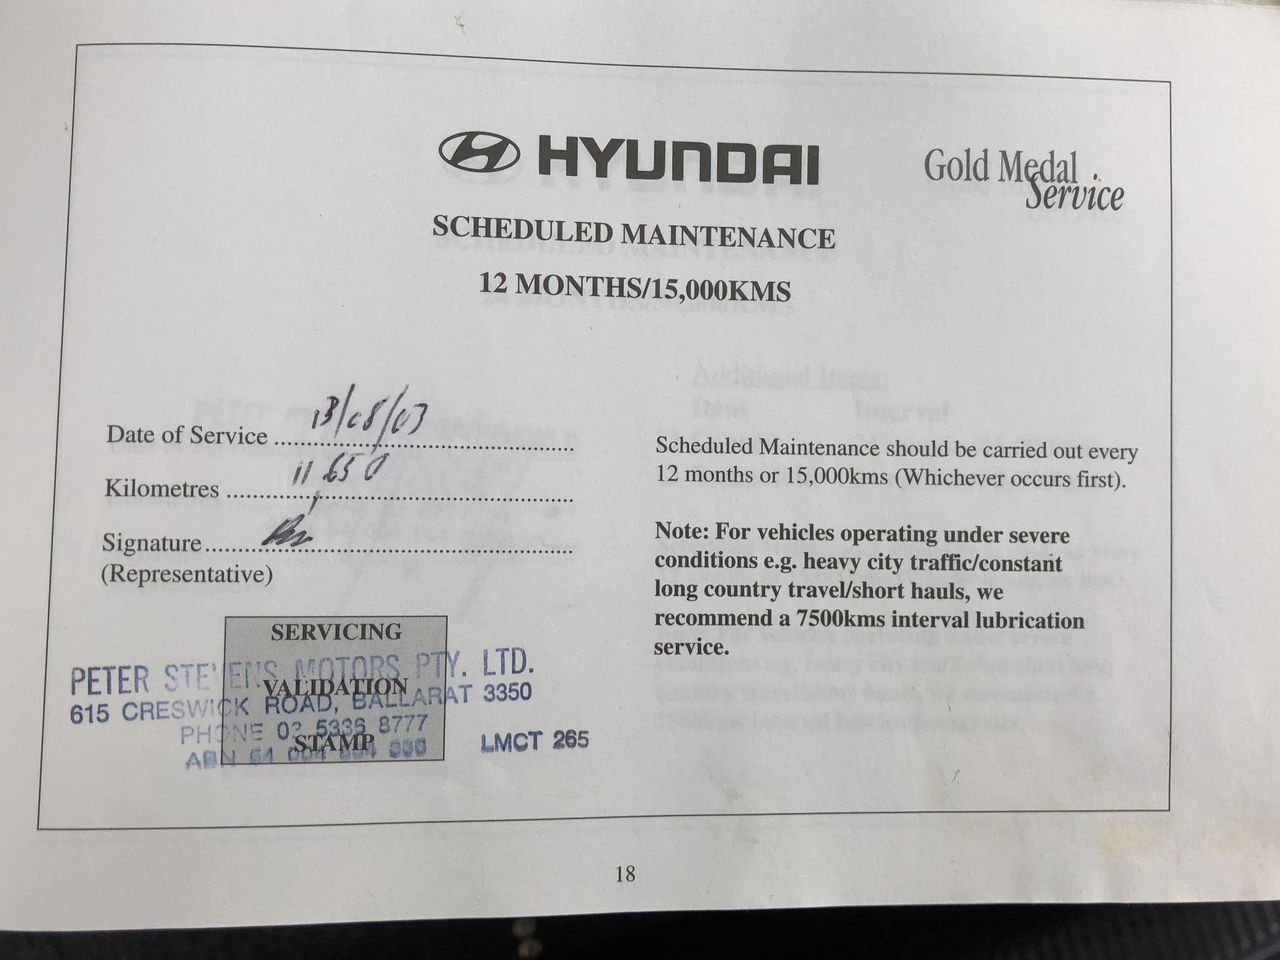 HYUNDAI
Gold Medal
Service
SCHEDULED MAINTENANCE
12 MONTHS/15,000KMS
Date of Service 13/08/03
Kilometres 11,650
Signature
(Representative)
Scheduled Maintenance should be carried out every
12 months or 15,000kms (Whichever occurs first).
Note: For vehicles operating under severe
conditions e.g. heavy city traffic/constant
long country travel/short hauls, we
recommend a 7500kms interval lubrication
service.
SERVICING
VALIDATION
STAMP
PETER STEVENS MOTORS PTY. LTD.
615 CRESWICK ROAD, BALLARAT 3350
PHONE 03 5336 8777
ABN
LMCT 265
18